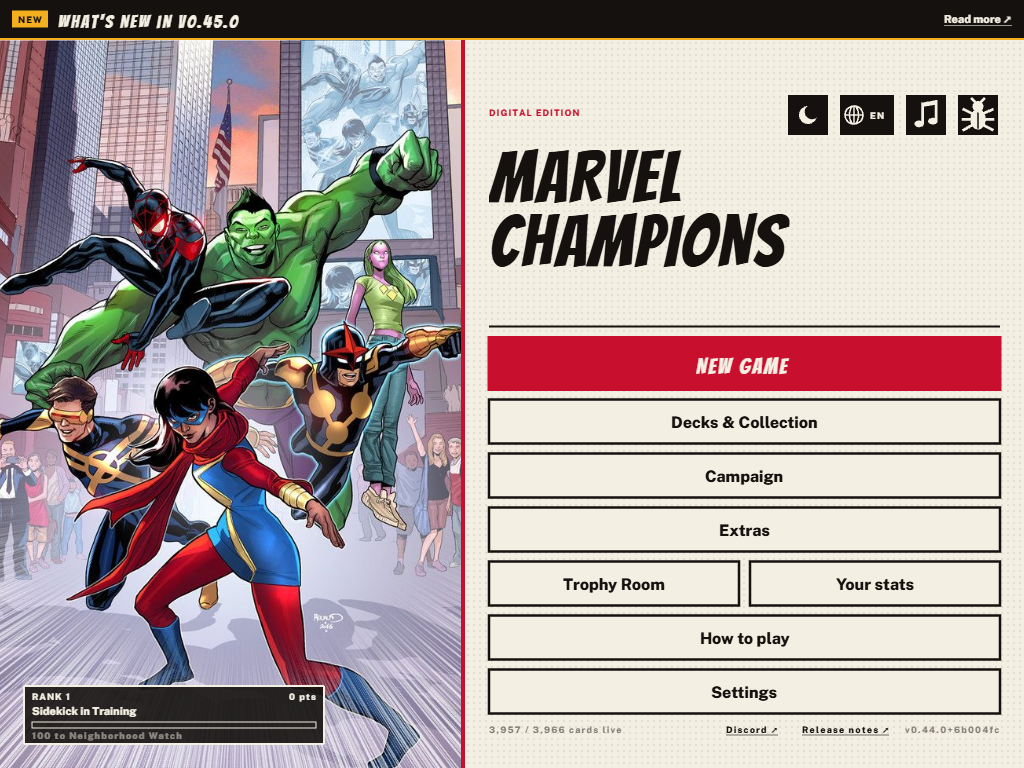 NEW WHAT'S NEW IN V0.45.0 Read more ↗
DIGITAL EDITION
EN
MARVEL
CHAMPIONS
NEW GAME
Decks & Collection
Campaign
Extras
Trophy Room Your stats
How to play
Settings
RANK 1 0 pts
Sidekick in Training
100 to Neighborhood Watch
3,957 / 3,966 cards live Discord ↗ Release notes ↗ v0.44.0+6b004fc
2016